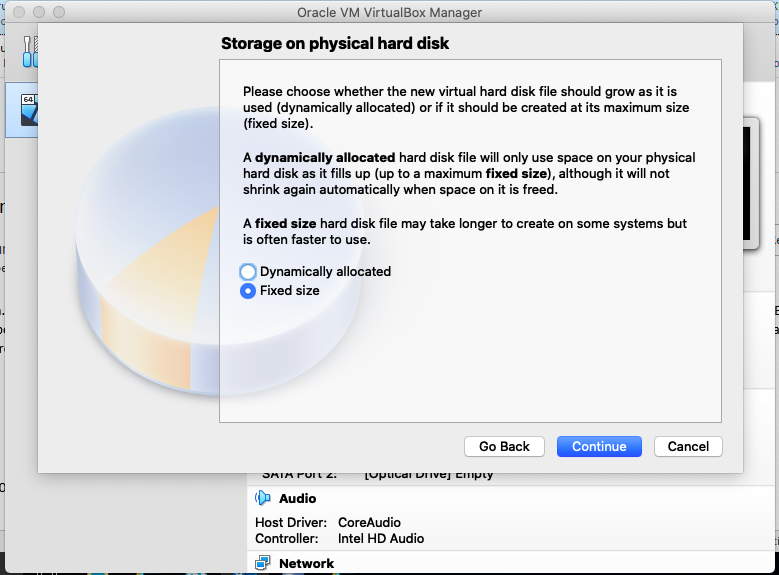 Oracle VM VirtualBox Manager
Storage on physical hard disk
64
Please choose whether the new virtual hard disk file should grow as it is
used (dynamically allocated) or if it should be created at its maximum size
(fixed size).
A dynamically allocated hard disk file will only use space on your physical
hard disk as it fills up (up to a maximum fixed size), although it will not
shrink again automatically when space on it is freed.
A fixed size hard disk file may take longer to create on some systems but
is often faster to use.
Dynamically allocated
Fixed size
Go Back
Continue
Cancel
SATA Port 2: [Optical Drive] Empty
Audio
Host Driver: CoreAudio
Controller: Intel HD Audio
Network